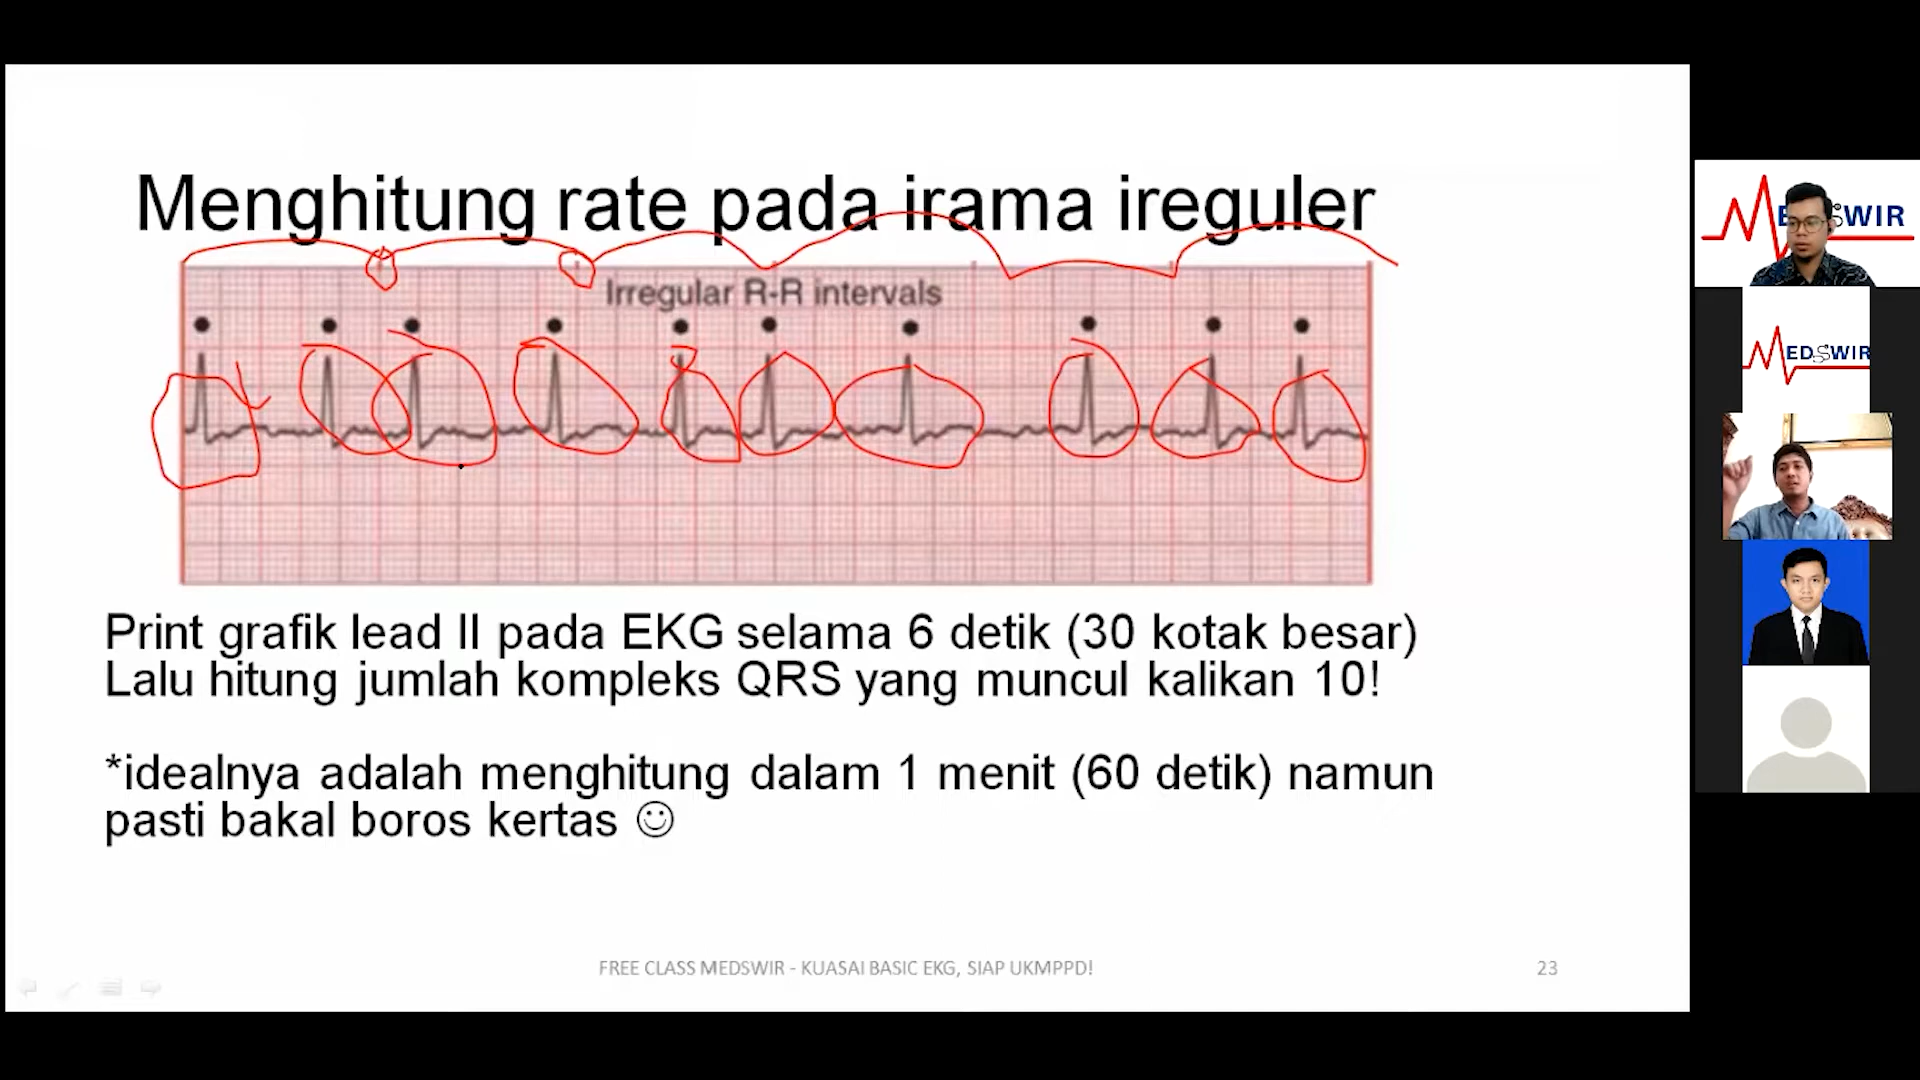 Menghitung rate pada irama ireguler
Irregular R-R intervals
Print grafik lead II pada EKG selama 6 detik (30 kotak besar)
Lalu hitung jumlah kompleks QRS yang muncul kalikan 10!
*idealnya adalah menghitung dalam 1 menit (60 detik) namun
pasti bakal boros kertas ☺
FREE CLASS MEDSWIR - KUASAI BASIC EKG, SIAP UKMPPD!
23
MEDSWIR
MEDSWIR